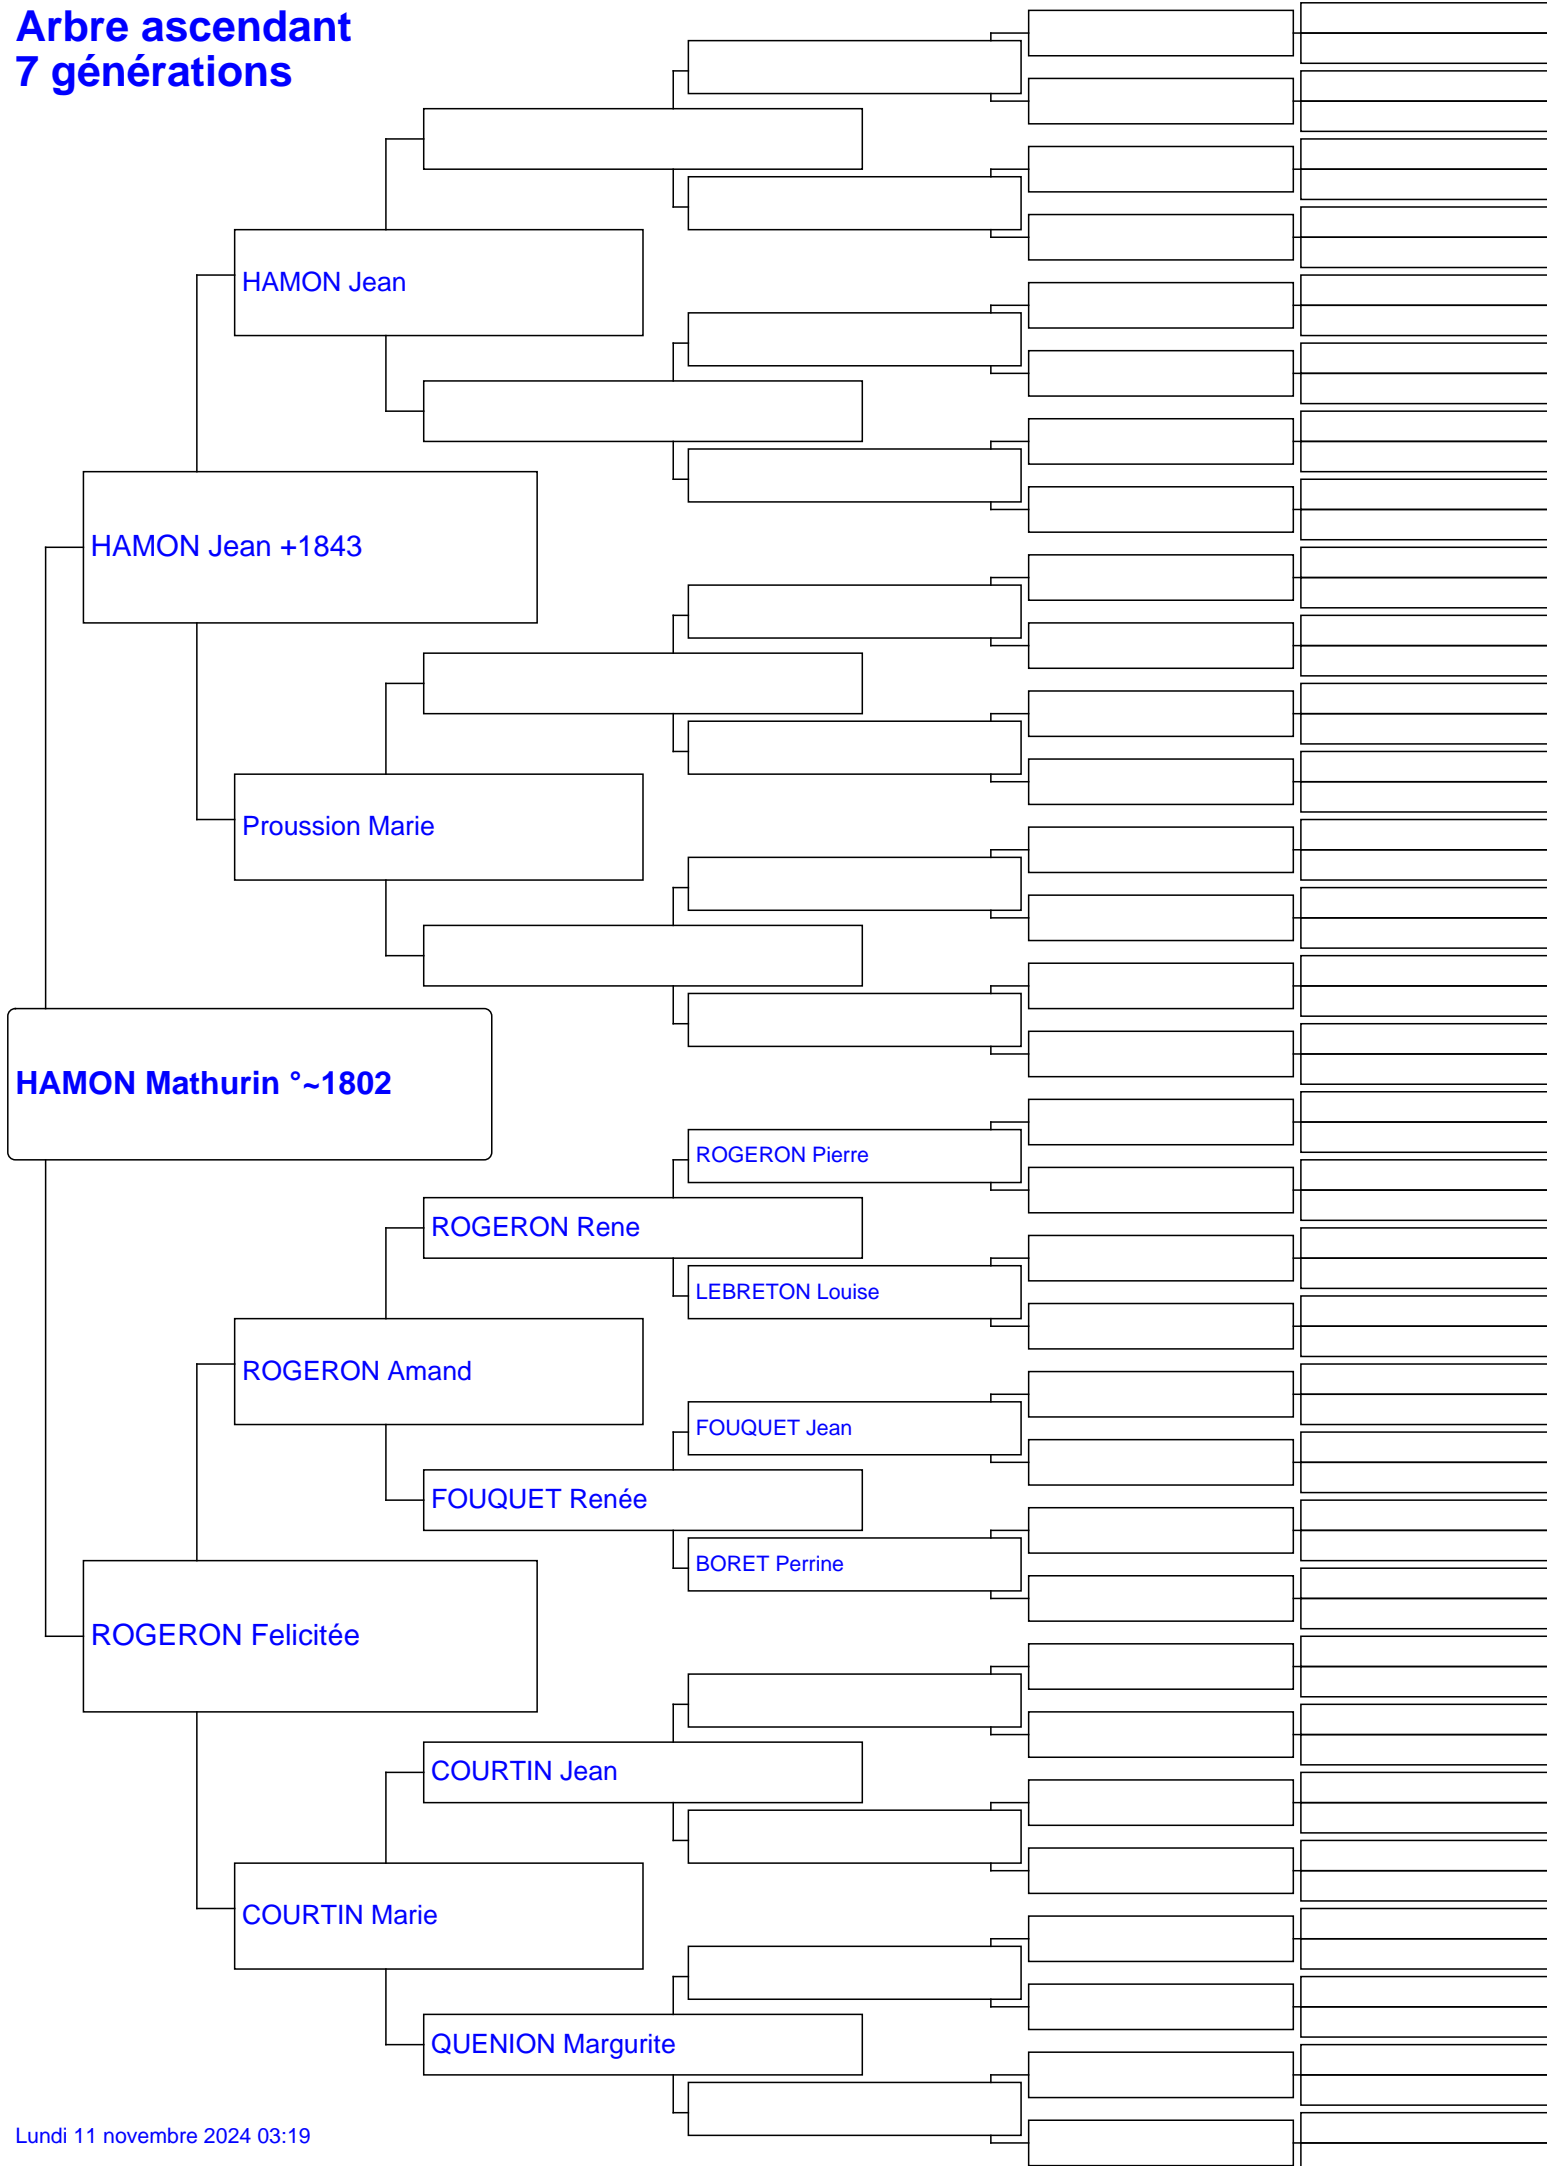 Arbre ascendant
7 générations
HAMON Jean
HAMON Jean +1843
Proussion Marie
HAMON Mathurin °~1802
ROGERON Pierre
ROGERON Rene
LEBRETON Louise
ROGERON Amand
FOUQUET Jean
FOUQUET Renée
BORET Perrine
ROGERON Felicitée
COURTIN Jean
COURTIN Marie
QUENION Margurite
Lundi 11 novembre 2024 03:19